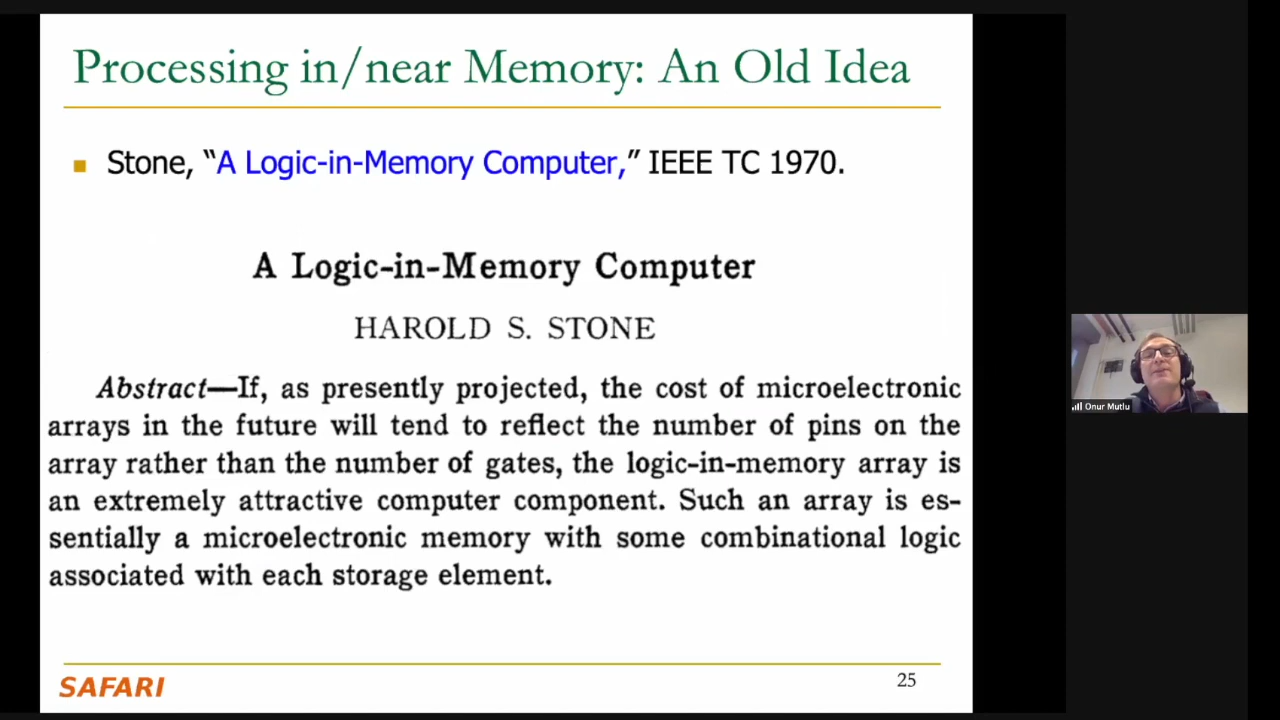 Processing in/near Memory: An Old Idea
Stone, “A Logic-in-Memory Computer,” IEEE TC 1970.
A Logic-in-Memory Computer
HAROLD S. STONE
Abstract—If, as presently projected, the cost of microelectronic
arrays in the future will tend to reflect the number of pins on the
array rather than the number of gates, the logic-in-memory array is
an extremely attractive computer component. Such an array is es-
sentially a microelectronic memory with some combinational logic
associated with each storage element.
SAFARI
25
Onur Mutlu